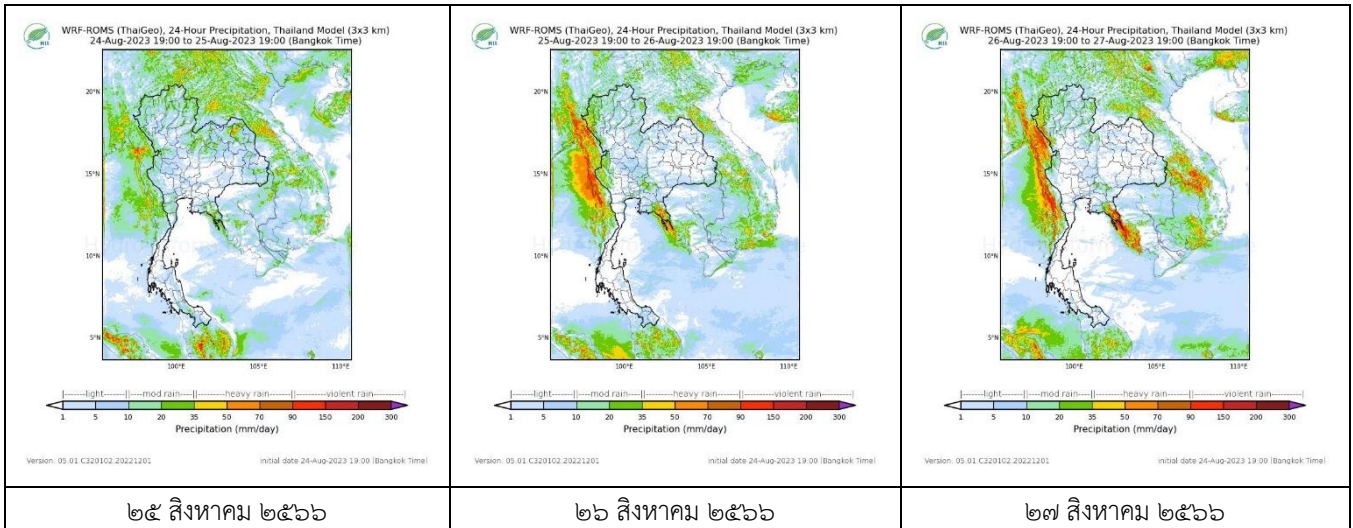 WRF-ROMS (ThaiGeo), 24-Hour Precipitation, Thailand Model (3x3 km)
24-Aug-2023 19:00 to 25-Aug-2023 19:00 (Bangkok Time)
HII
20°N
15°N
10°N
5°N
100°E 105°E 110°E
|-------light-------||---mod rain---||-------heavy rain-------||-------violent rain-------|
1 5 10 20 35 50 70 90 150 200 300
Precipitation (mm/day)
Version: 05.01.C320102.20221201 initial date 24-Aug-2023 19:00 (Bangkok Time)
๒๕ สิงหาคม ๒๕๖๖
WRF-ROMS (ThaiGeo), 24-Hour Precipitation, Thailand Model (3x3 km)
25-Aug-2023 19:00 to 26-Aug-2023 19:00 (Bangkok Time)
HII
20°N
15°N
10°N
5°N
100°E 105°E 110°E
|-------light-------||---mod rain---||-------heavy rain-------||-------violent rain-------|
1 5 10 20 35 50 70 90 150 200 300
Precipitation (mm/day)
Version: 05.01.C320102.20221201 initial date 24-Aug-2023 19:00 (Bangkok Time)
๒๖ สิงหาคม ๒๕๖๖
WRF-ROMS (ThaiGeo), 24-Hour Precipitation, Thailand Model (3x3 km)
26-Aug-2023 19:00 to 27-Aug-2023 19:00 (Bangkok Time)
HII
20°N
15°N
10°N
5°N
100°E 105°E 110°E
|-------light-------||---mod rain---||-------heavy rain-------||-------violent rain-------|
1 5 10 20 35 50 70 90 150 200 300
Precipitation (mm/day)
Version: 05.01.C320102.20221201 initial date 24-Aug-2023 19:00 (Bangkok Time)
๒๗ สิงหาคม ๒๕๖๖